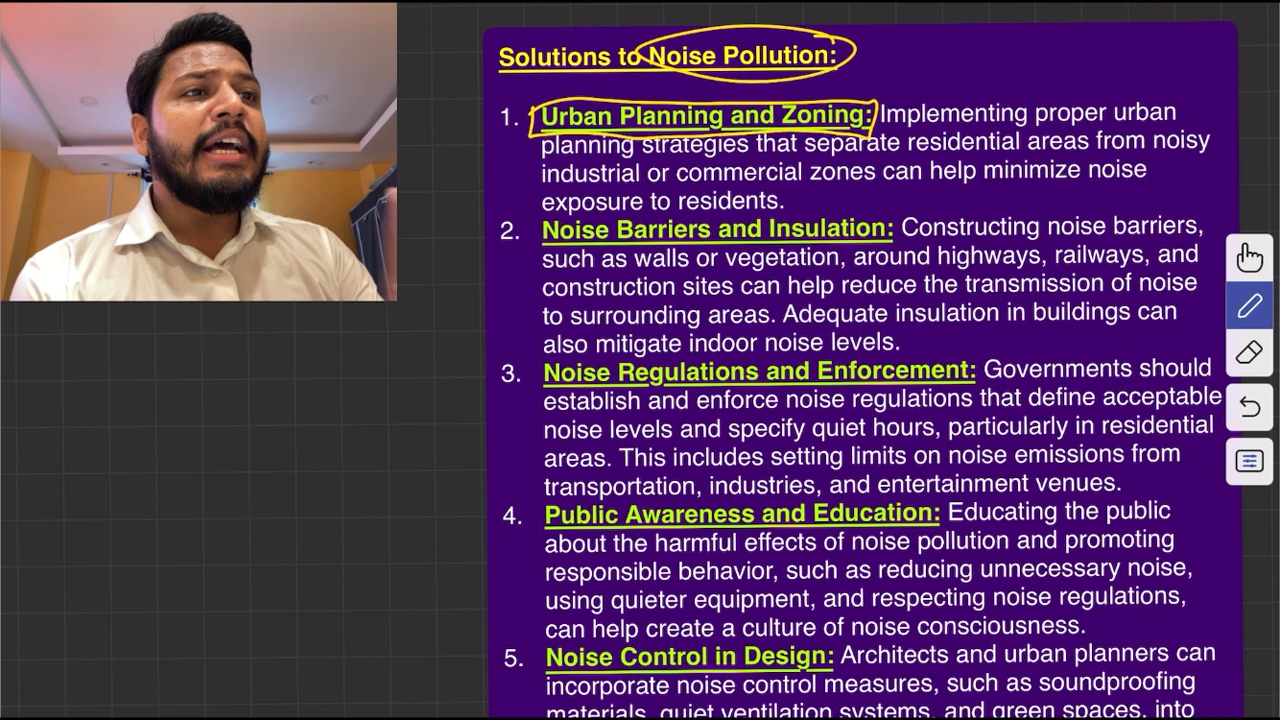 Solutions to Noise Pollution:
1. Urban Planning and Zoning: Implementing proper urban
planning strategies that separate residential areas from noisy
industrial or commercial zones can help minimize noise
exposure to residents.
2. Noise Barriers and Insulation: Constructing noise barriers,
such as walls or vegetation, around highways, railways, and
construction sites can help reduce the transmission of noise
to surrounding areas. Adequate insulation in buildings can
also mitigate indoor noise levels.
3. Noise Regulations and Enforcement: Governments should
establish and enforce noise regulations that define acceptable
noise levels and specify quiet hours, particularly in residential
areas. This includes setting limits on noise emissions from
transportation, industries, and entertainment venues.
4. Public Awareness and Education: Educating the public
about the harmful effects of noise pollution and promoting
responsible behavior, such as reducing unnecessary noise,
using quieter equipment, and respecting noise regulations,
can help create a culture of noise consciousness.
5. Noise Control in Design: Architects and urban planners can
incorporate noise control measures, such as soundproofing
materials, quiet ventilation systems, and green spaces, into